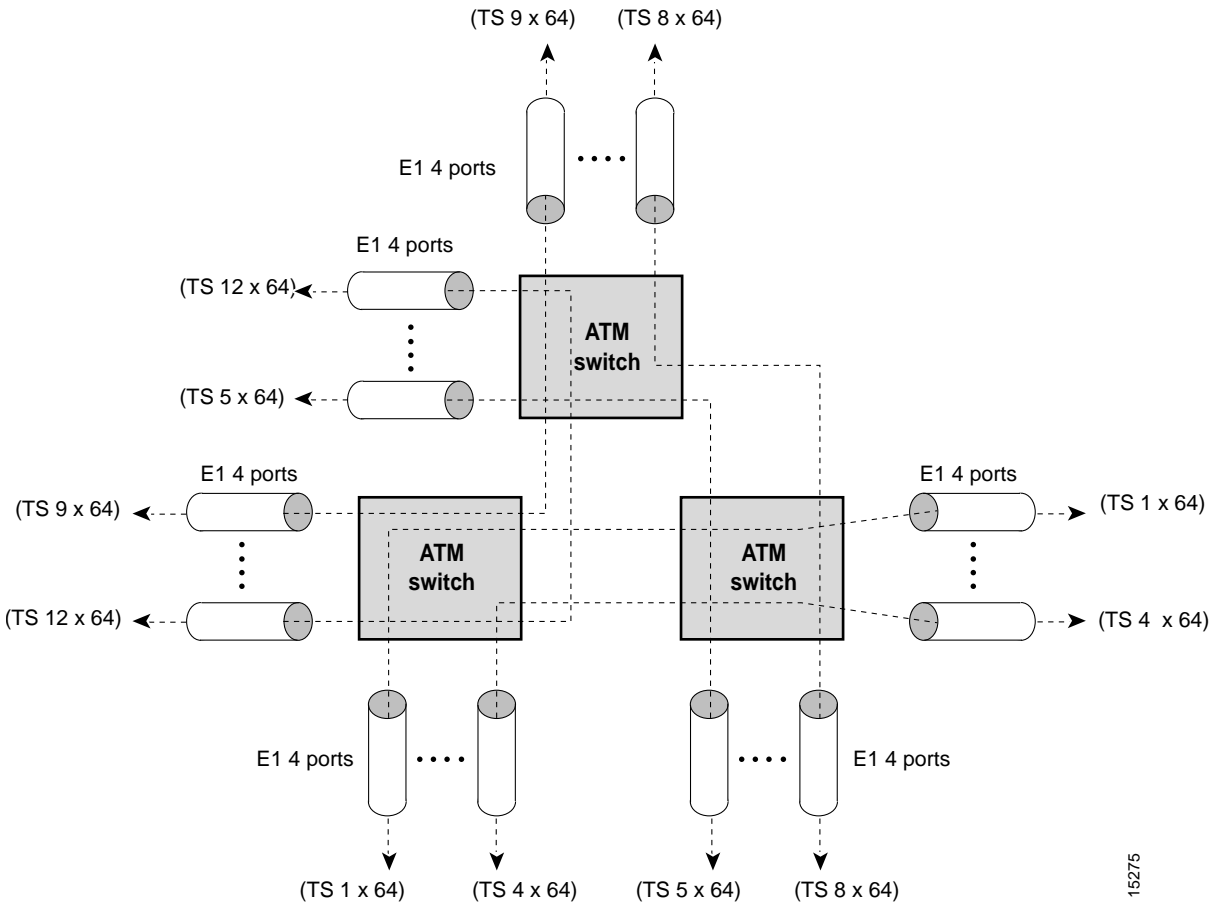 (TS 9 x 64) (TS 8 x 64)
E1 4 ports
E1 4 ports
(TS 12 x 64)
ATM
switch
(TS 5 x 64)
E1 4 ports
E1 4 ports
(TS 9 x 64)
(TS 1 x 64)
ATM
switch
ATM
switch
(TS 12 x 64)
(TS 4 x 64)
E1 4 ports
E1 4 ports
(TS 1 x 64) (TS 4 x 64) (TS 5 x 64) (TS 8 x 64)
15275